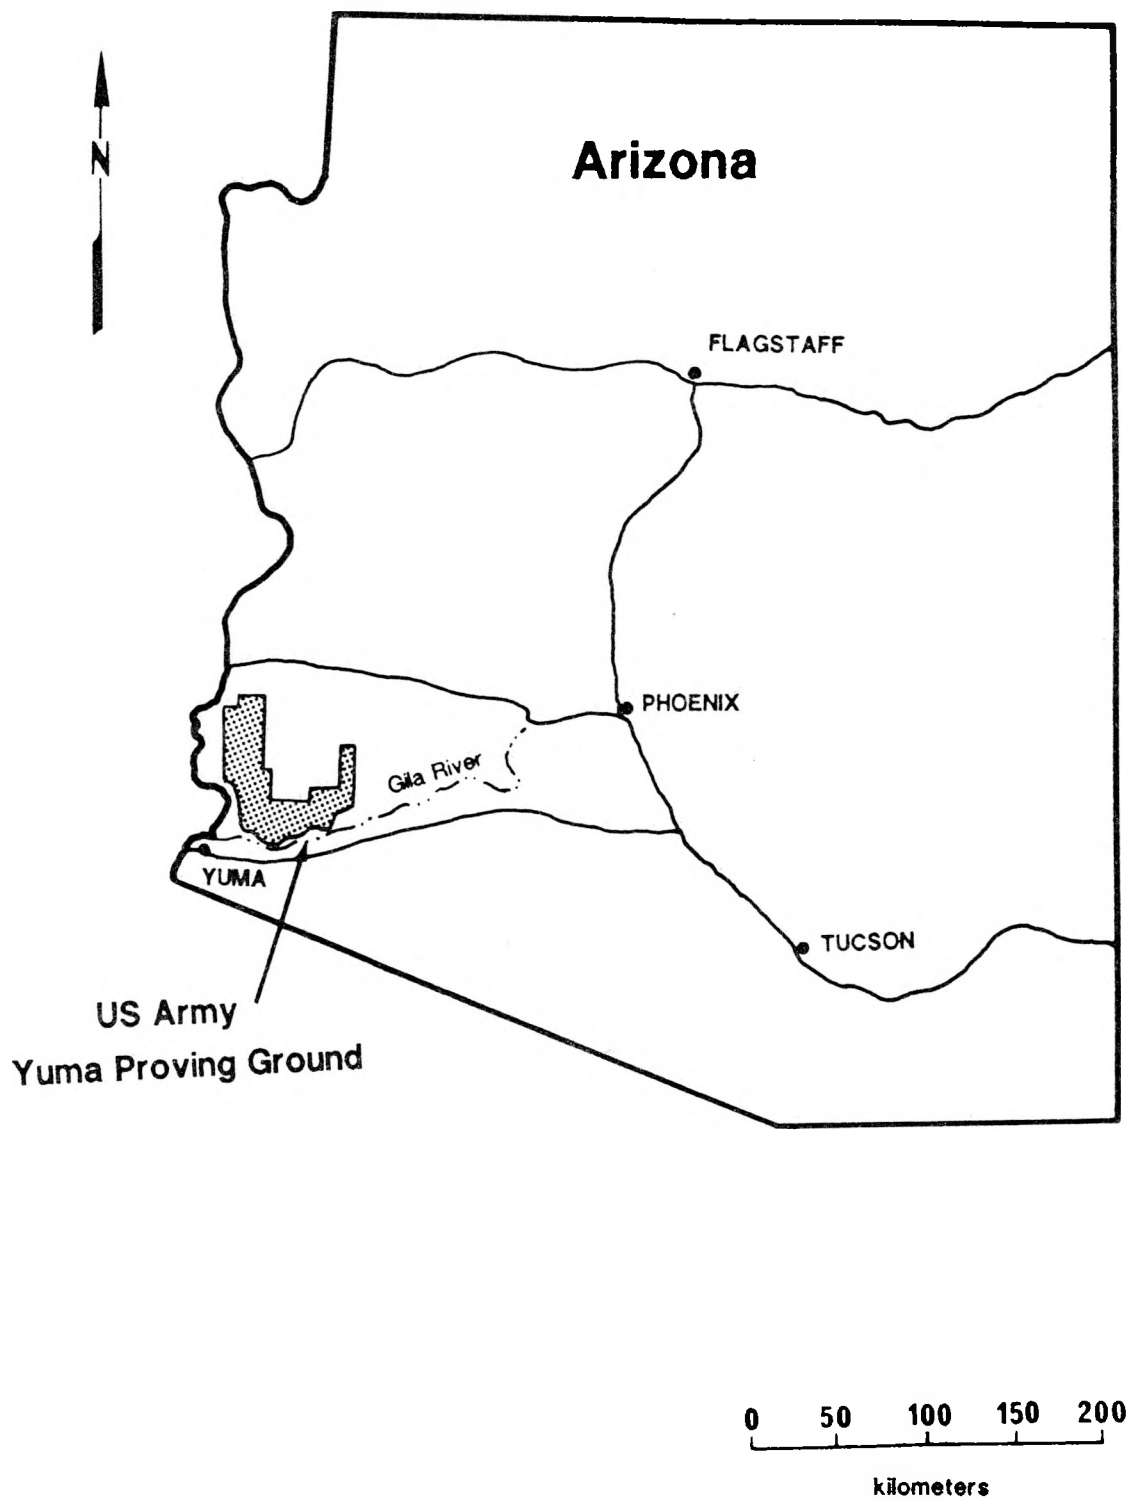 N
Arizona
FLAGSTAFF
PHOENIX
Gila River
YUMA
TUCSON
US Army
Yuma Proving Ground
0 50 100 150 200
kilometers